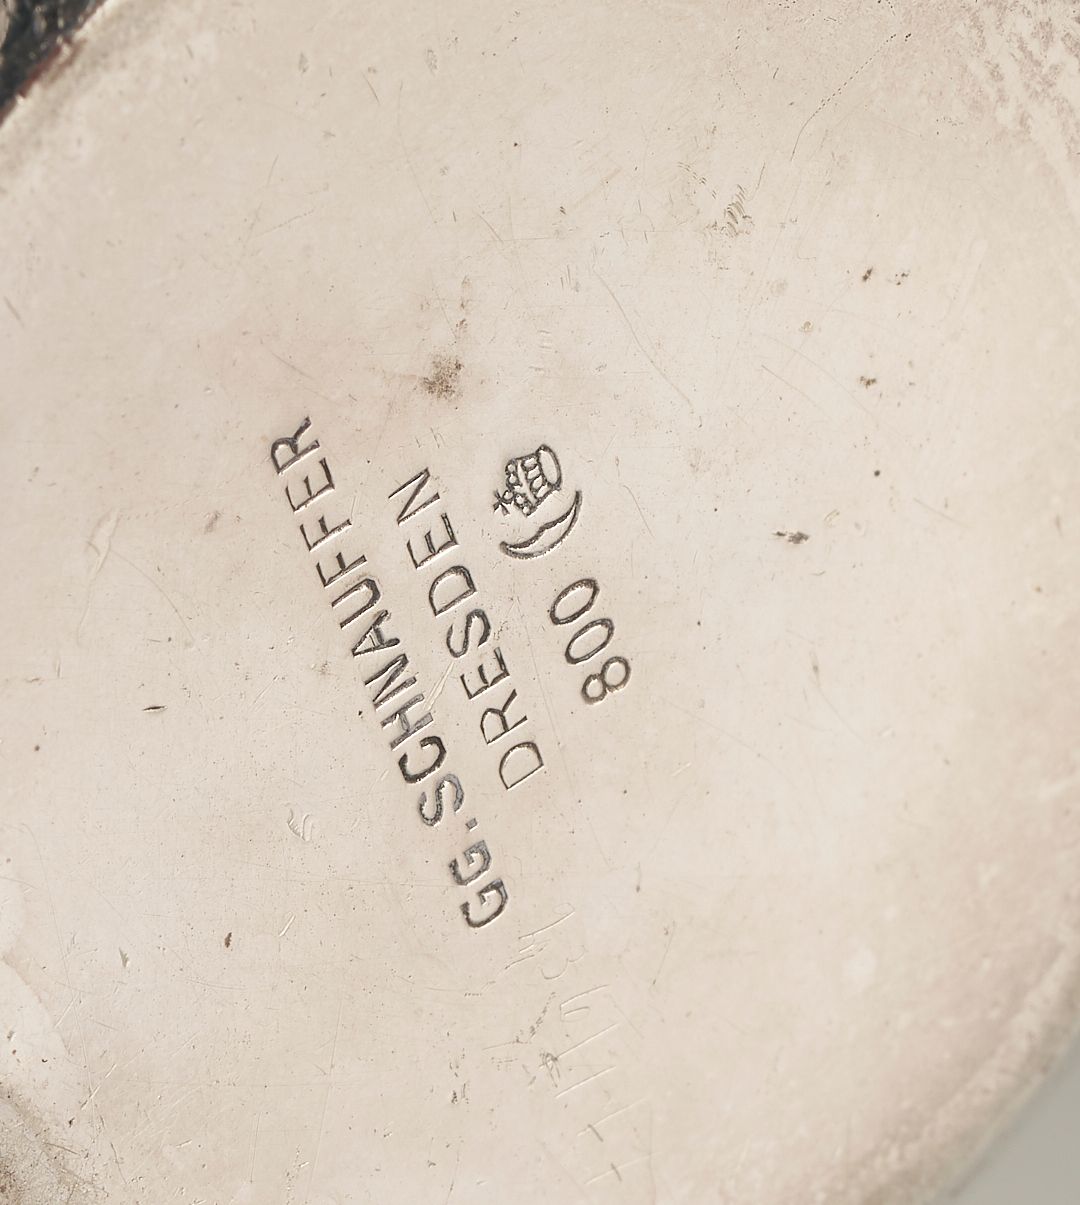 GG. SCHNAUFFER
DRESDEN
800